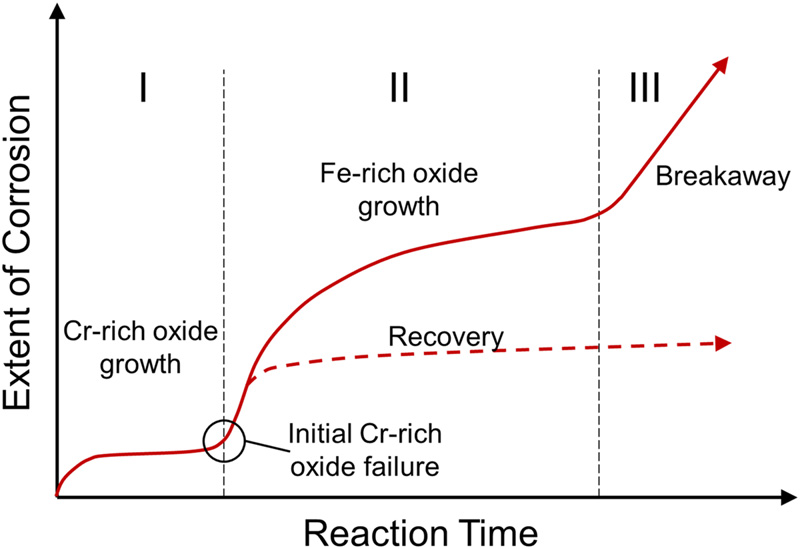 I
II
III
Fe-rich oxide
growth
Breakaway
Cr-rich oxide
growth
Recovery
Initial Cr-rich
oxide failure
Extent of Corrosion
Reaction Time